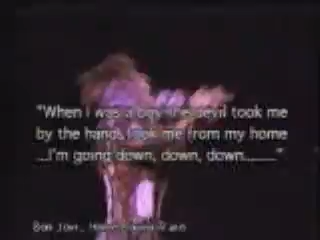 "When I was a boy the devil took me
by the hand, took me from my home
...I'm going down, down, down........"
Bon Jovi,